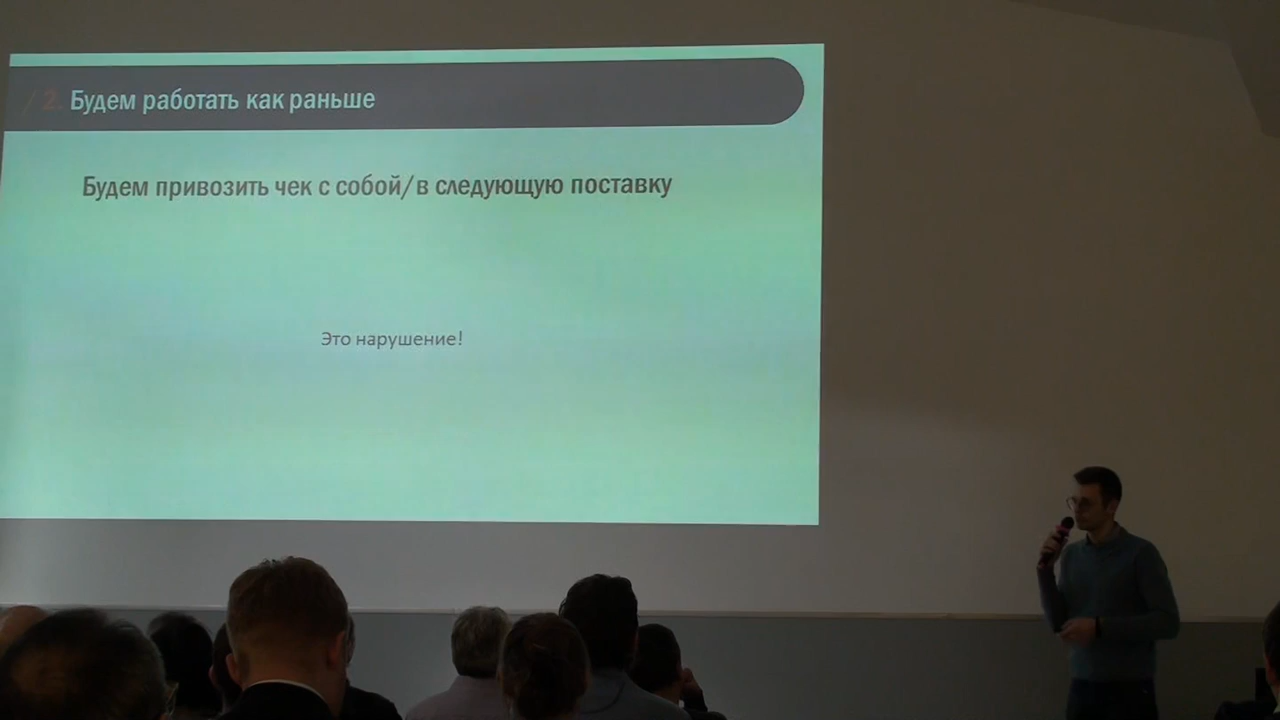 / 2. Будем работать как раньше
Будем привозить чек с собой/в следующую поставку
Это нарушение!